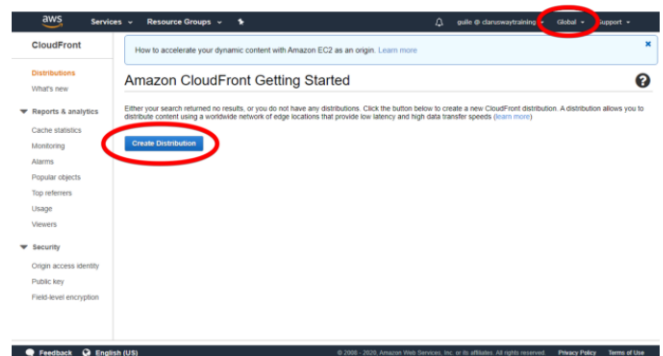 aws Services Resource Groups guile @ claruswaytraining Global Support
CloudFront
Distributions
What's new
Reports & analytics
Cache statistics
Monitoring
Alarms
Popular objects
Top referrers
Usage
Viewers
Security
Origin access identity
Public key
Field-level encryption
How to accelerate your dynamic content with Amazon EC2 as an origin. Learn more
Amazon CloudFront Getting Started
Either your search returned no results, or you do not have any distributions. Click the button below to create a new CloudFront distribution. A distribution allows you to
distribute content using a worldwide network of edge locations that provide low latency and high data transfer speeds (learn more)
Create Distribution
Feedback English (US) © 2008 - 2020, Amazon Web Services, Inc. or its affiliates. All rights reserved. Privacy Policy Terms of Use